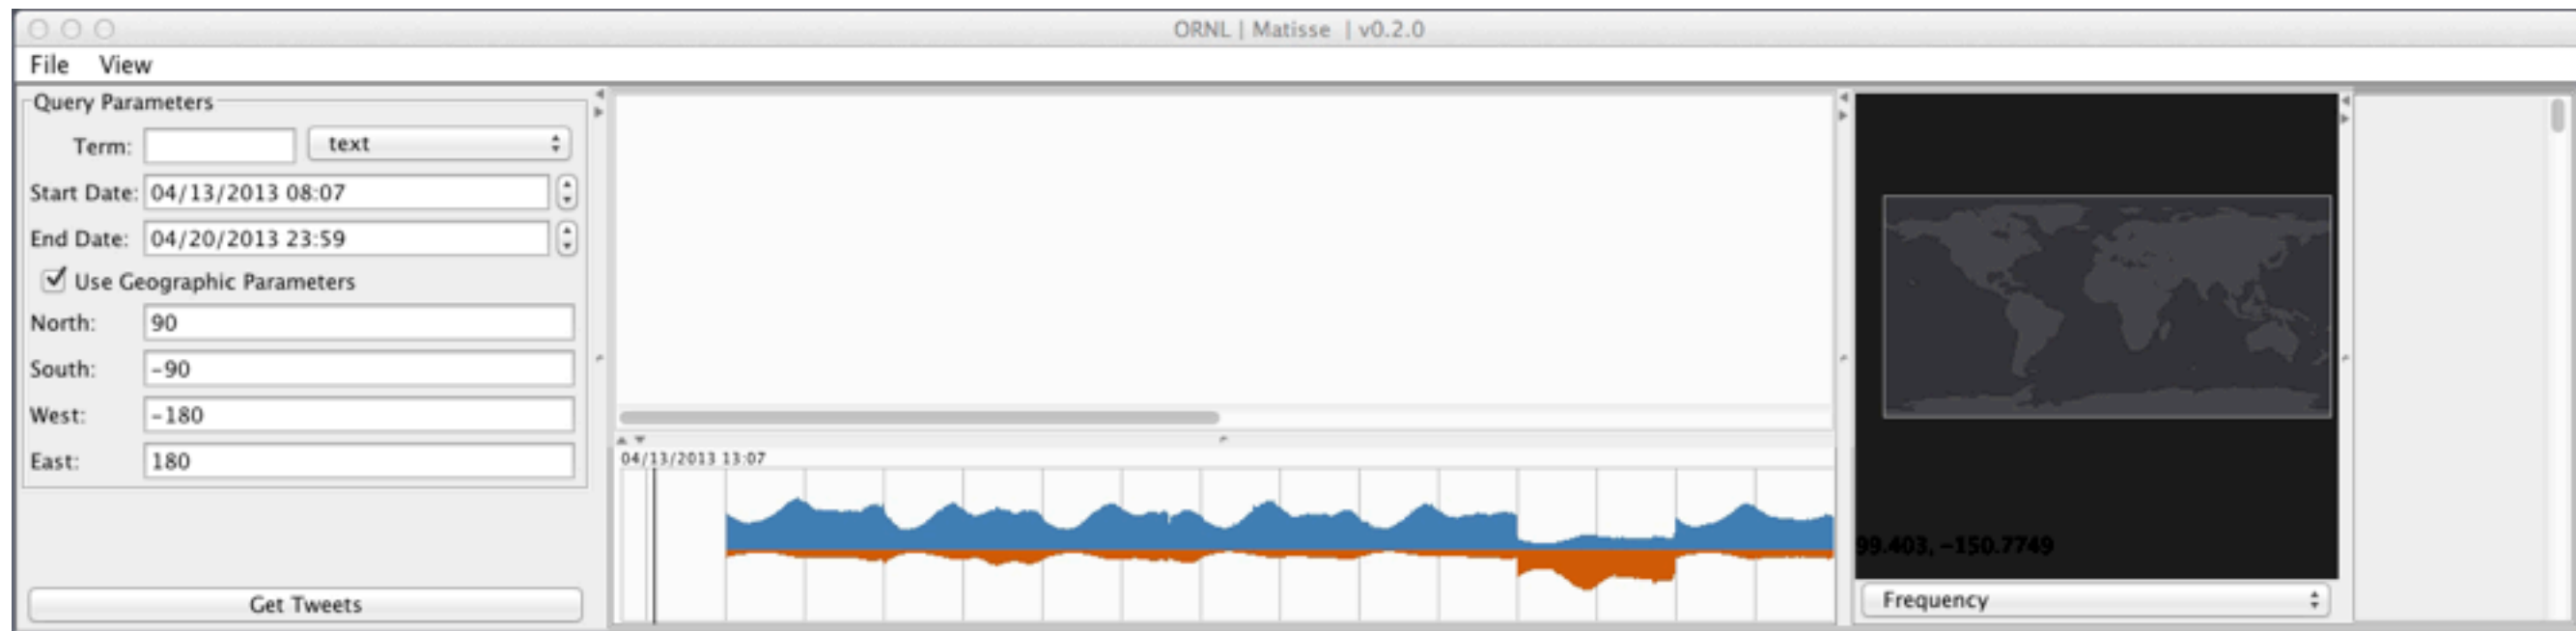 ORNL | Matisse | v0.2.0
File View
Query Parameters
Term: text
Start Date: 04/13/2013 08:07
End Date: 04/20/2013 23:59
Use Geographic Parameters
North: 90
South: -90
West: -180
East: 180
Get Tweets
04/13/2013 13:07
99.403, -150.7749
Frequency